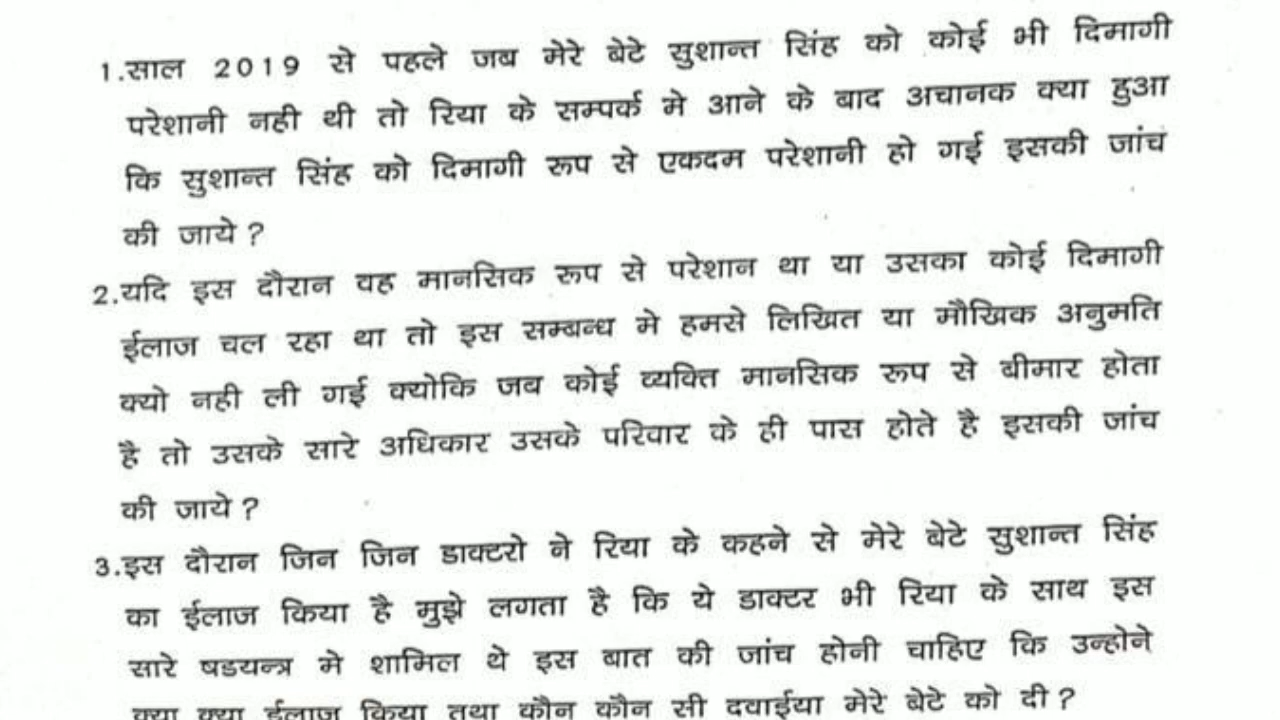 1.साल 2019 से पहले जब मेरे बेटे सुशान्त सिंह को कोई भी दिमागी
परेशानी नही थी तो रिया के सम्पर्क मे आने के बाद अचानक क्या हुआ
कि सुशान्त सिंह को दिमागी रूप से एकदम परेशानी हो गई इसकी जांच
की जाये ?
2.यदि इस दौरान वह मानसिक रूप से परेशान था या उसका कोई दिमागी
ईलाज चल रहा था तो इस सम्बन्ध मे हमसे लिखित या मौखिक अनुमति
क्यो नही ली गई क्योकि जब कोई व्यक्ति मानसिक रूप से बीमार होता
है तो उसके सारे अधिकार उसके परिवार के ही पास होते है इसकी जांच
की जाये ?
3.इस दौरान जिन जिन डाक्टरो ने रिया के कहने से मेरे बेटे सुशान्त सिंह
का ईलाज किया है मुझे लगता है कि ये डाक्टर भी रिया के साथ इस
सारे षडयन्त्र मे शामिल थे इस बात की जांच होनी चाहिए कि उन्होने
क्या क्या ईलाज किया तथा कौन कौन सी दवाईया मेरे बेटे को दी ?